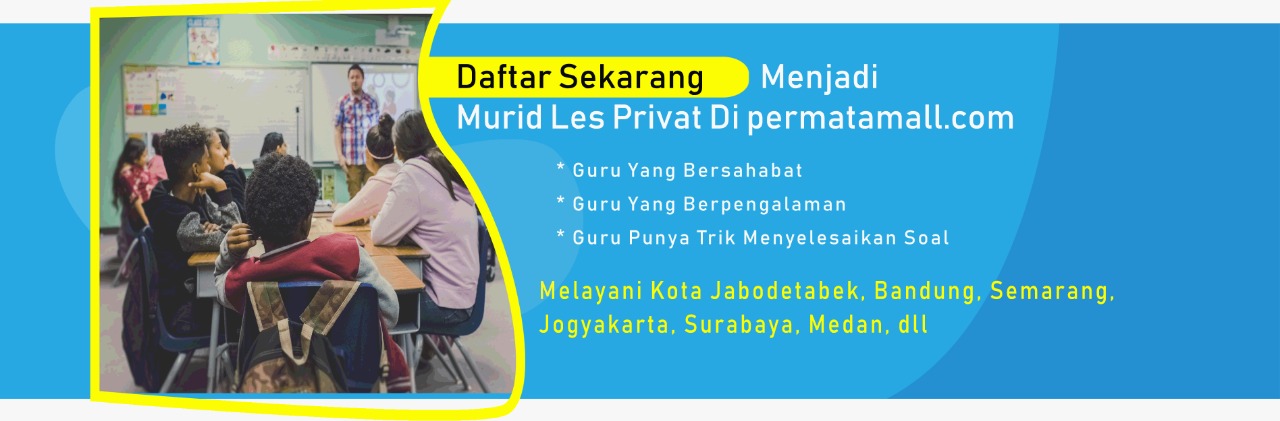 Daftar Sekarang Menjadi
Murid Les Privat Di permatamall.com
* Guru Yang Bersahabat
* Guru Yang Berpengalaman
* Guru Punya Trik Menyelesaikan Soal
Melayani Kota Jabodetabek, Bandung, Semarang,
Jogyakarta, Surabaya, Medan, dll